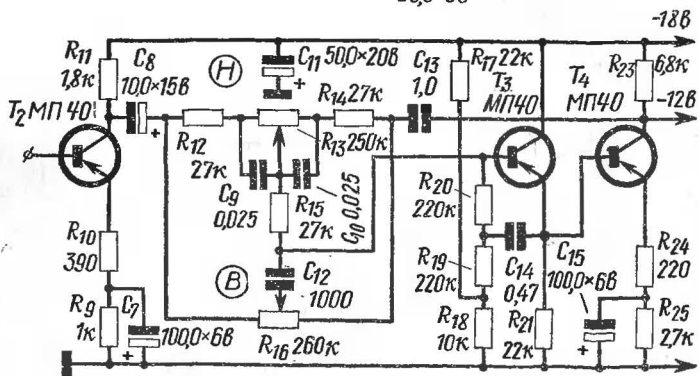 -18В
R11
1,8к
C8
10,0×15В
Н
C11 50,0×20В
+
C13
1,0
R17 22к
T3
МП40
T4
МП40
R23
6,8к
-12В
T2 МП40
+
R12
27к
R14 27к
R13 250к
C9
0,025
R15
27к
C10 0,025
R20
220к
R10
390
R19
220к
C14
0,47
C15
100,0×6В
R24
220
В
C12
1000
R9
1к
C7
100,0×6В
+
R16 260к
R18
10к
R21
22к
+
R25
2,7к